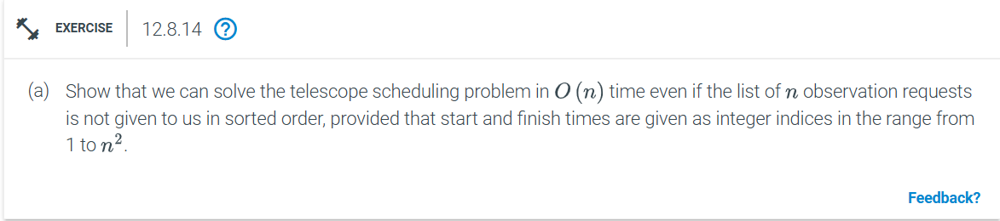 EXERCISE 12.8.14 ?
(a) Show that we can solve the telescope scheduling problem in O (n) time even if the list of n observation requests
is not given to us in sorted order, provided that start and finish times are given as integer indices in the range from
1 to n².
Feedback?